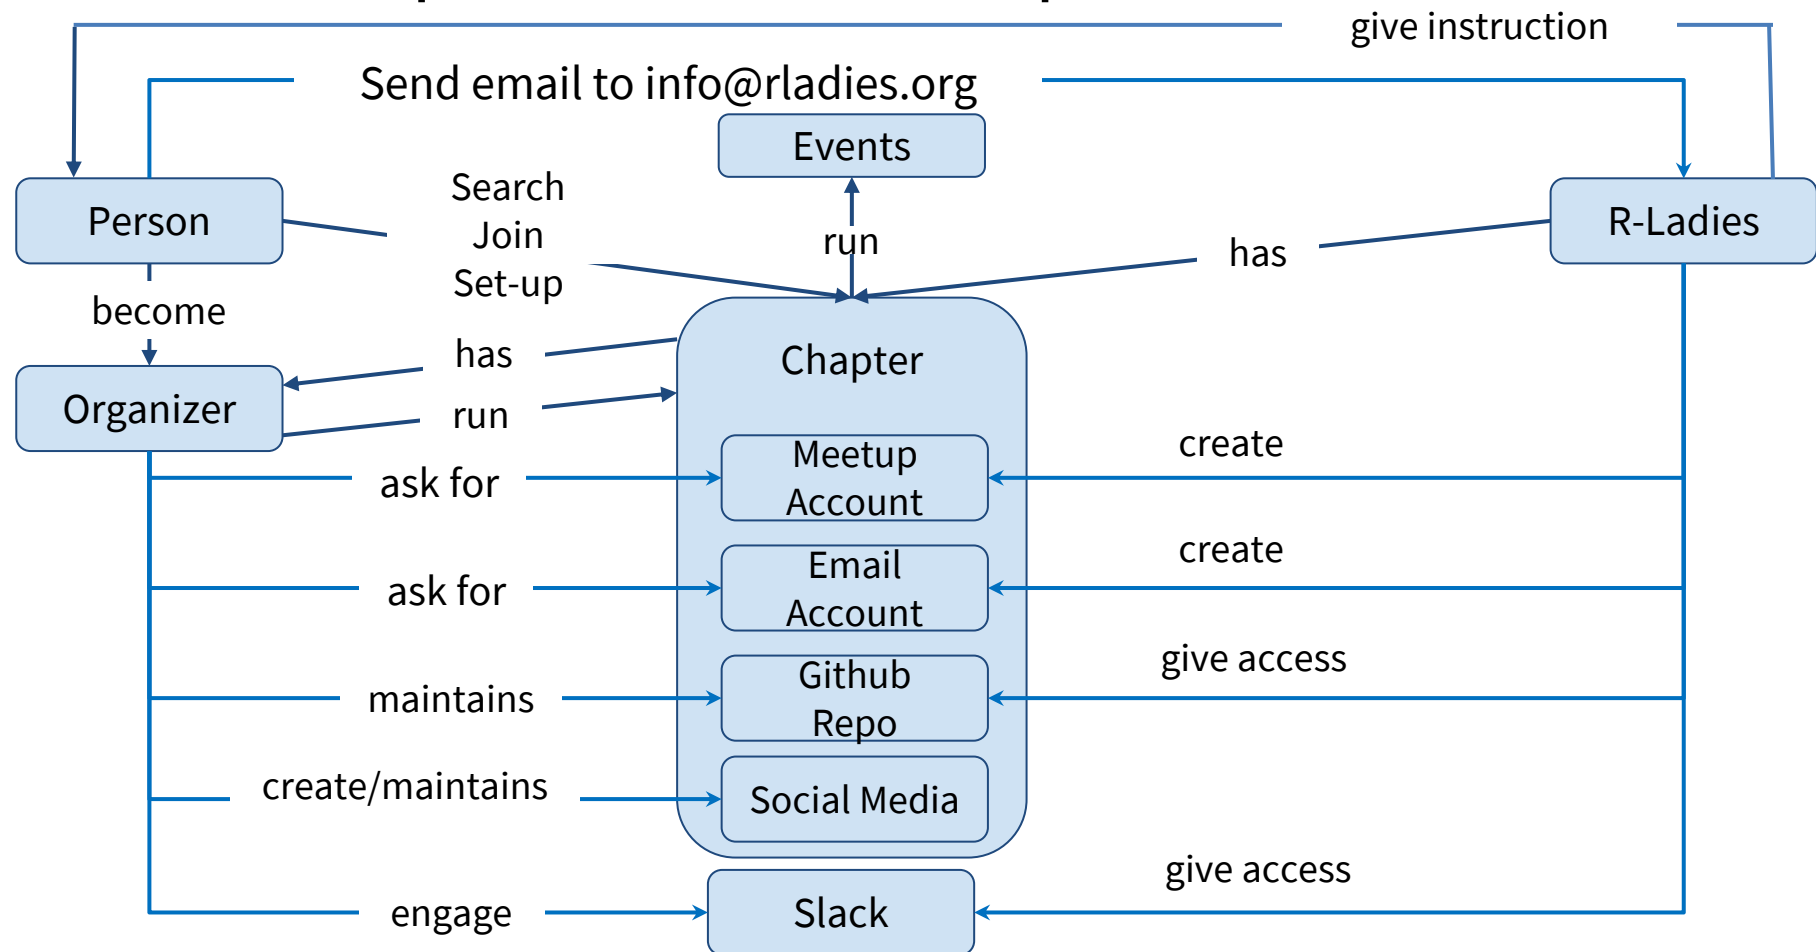 give instruction
Send email to info@rladies.org
Events
Search
Join
Set-up
Person
run
has
R-Ladies
become
has
Chapter
Organizer
run
ask for
Meetup
Account
create
ask for
Email
Account
create
maintains
Github
Repo
give access
create/maintains
Social Media
engage
Slack
give access